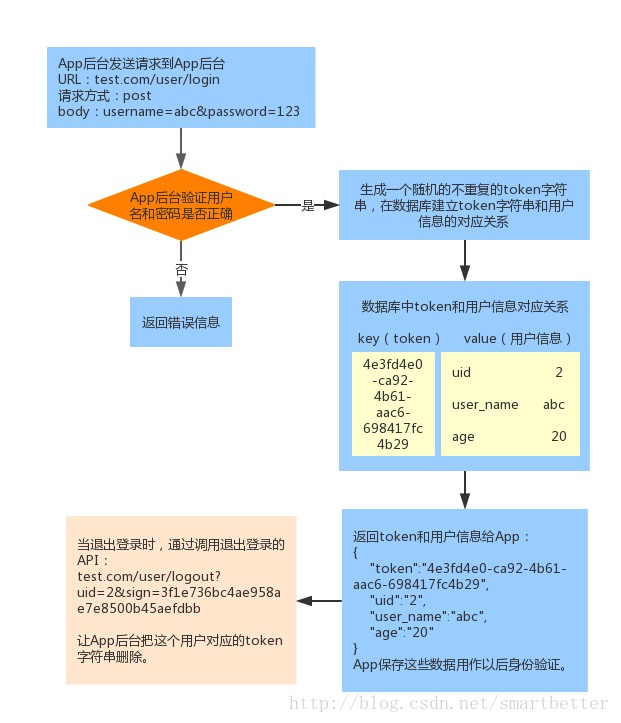 App后台发送请求到App后台
URL：test.com/user/login
请求方式：post
body：username=abc&password=123
App后台验证用户
名和密码是否正确
是
否
返回错误信息
生成一个随机的不重复的token字符
串，在数据库建立token字符串和用户
信息的对应关系
数据库中token和用户信息对应关系
key（token）
value（用户信息）
4e3fd4e0
-ca92-
4b61-
aac6-
698417fc
4b29
uid 2
user_name abc
age 20
返回token和用户信息给App：
{
"token":"4e3fd4e0-ca92-4b61-
aac6-698417fc4b29",
"uid":"2",
"user_name":"abc",
"age":"20"
}
App保存这些数据用作以后身份验证。
当退出登录时，通过调用退出登录的
API：
test.com/user/logout?
uid=2&sign=3f1e736bc4ae958a
e7e8500b45aefdbb
让App后台把这个用户对应的token
字符串删除。
http://blog.csdn.net/smartbetter